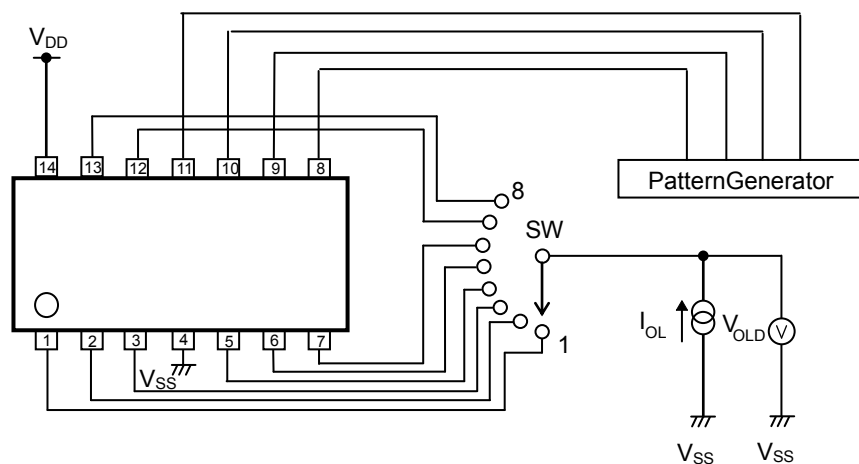 VDD
14 13 12 11 10 9 8
PatternGenerator
8
SW
1
IOL
VOLD
V
1 2 3 4 5 6 7
VSS
VSS VSS